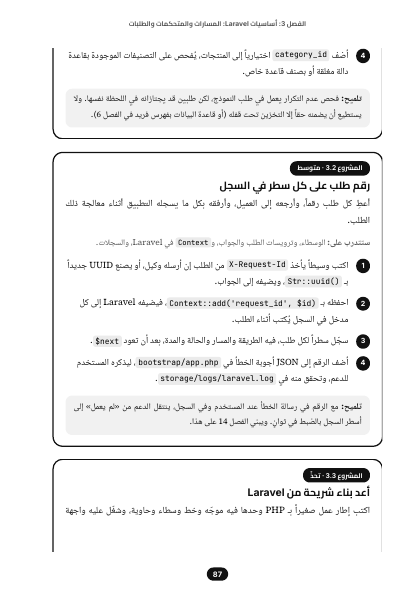 الفصل 3: أساسيات Laravel: المسارات والمتحكمات والطلبات
4 أضف category_id اختيارياً إلى المنتجات، يُفحص على التصنيفات الموجودة بقاعدة
دالة مغلقة أو بصنف قاعدة خاص.
تلميح: فحص عدم التكرار يعمل في طلب النموذج، لكن طلبين قد يجتازانه في اللحظة نفسها. ولا
يستطيع أن يضمنه حقاً إلا التخزين تحت قفله (أو قاعدة البيانات بفهرس فريد في الفصل 6).
المشروع 3.2 · متوسط
رقم طلب على كل سطر في السجل
أعطِ كل طلب رقماً، وأرجعه إلى العميل، وأرفقه بكل ما يسجله التطبيق أثناء معالجة ذلك
الطلب.
ستتدرب على: الوسطاء، وترويسات الطلب والجواب، و Context في Laravel، والسجلات.
1 اكتب وسيطاً يأخذ X-Request-Id من الطلب إن أرسله وكيل، أو يصنع UUID جديداً
بـ Str::uuid()‎، ويضيفه إلى الجواب.
2 احفظه بـ Context::add('request_id', $id)‎، فيضيفه Laravel إلى كل
مدخل في السجل يُكتب أثناء الطلب.
3 سجّل سطراً لكل طلب، فيه الطريقة والمسار والحالة والمدة، بعد أن تعود $next.
4 أضف الرقم إلى JSON أجوبة الخطأ في bootstrap/app.php، ليذكره المستخدم
للدعم، وتحقق منه في storage/logs/laravel.log.
تلميح: مع الرقم في رسالة الخطأ عند المستخدم وفي السجل، ينتقل الدعم من «لم يعمل» إلى
أسطر السجل بالضبط في ثوانٍ. ويبني الفصل 14 على هذا.
المشروع 3.3 · تحدٍّ
أعد بناء شريحة من Laravel
اكتب إطار عمل صغيراً بـ PHP وحدها فيه موجّه وخط وسطاء وحاوية، وشغّل عليه واجهة
87